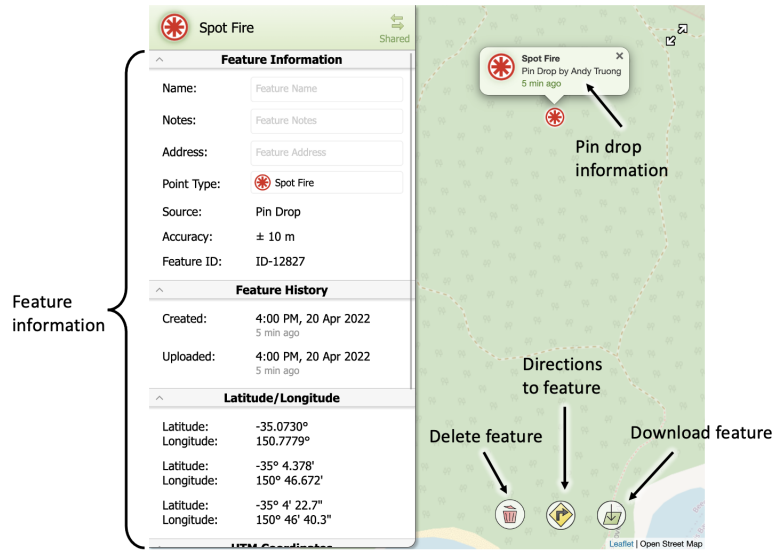 Spot Fire
Shared
Feature Information
Name: Feature Name
Notes: Feature Notes
Address: Feature Address
Point Type: Spot Fire
Source: Pin Drop
Accuracy: ± 10 m
Feature ID: ID-12827
Feature History
Created: 4:00 PM, 20 Apr 2022
5 min ago
Uploaded: 4:00 PM, 20 Apr 2022
5 min ago
Latitude/Longitude
Latitude: -35.0730°
Longitude: 150.7779°
Latitude: -35° 4.378'
Longitude: 150° 46.672'
Latitude: -35° 4' 22.7"
Longitude: 150° 46' 40.3"
UTM Coordinates
Feature
information
Spot Fire
Pin Drop by Andy Truong
5 min ago
Pin drop
information
Directions
to feature
Delete feature
Download feature
Leaflet | Open Street Map